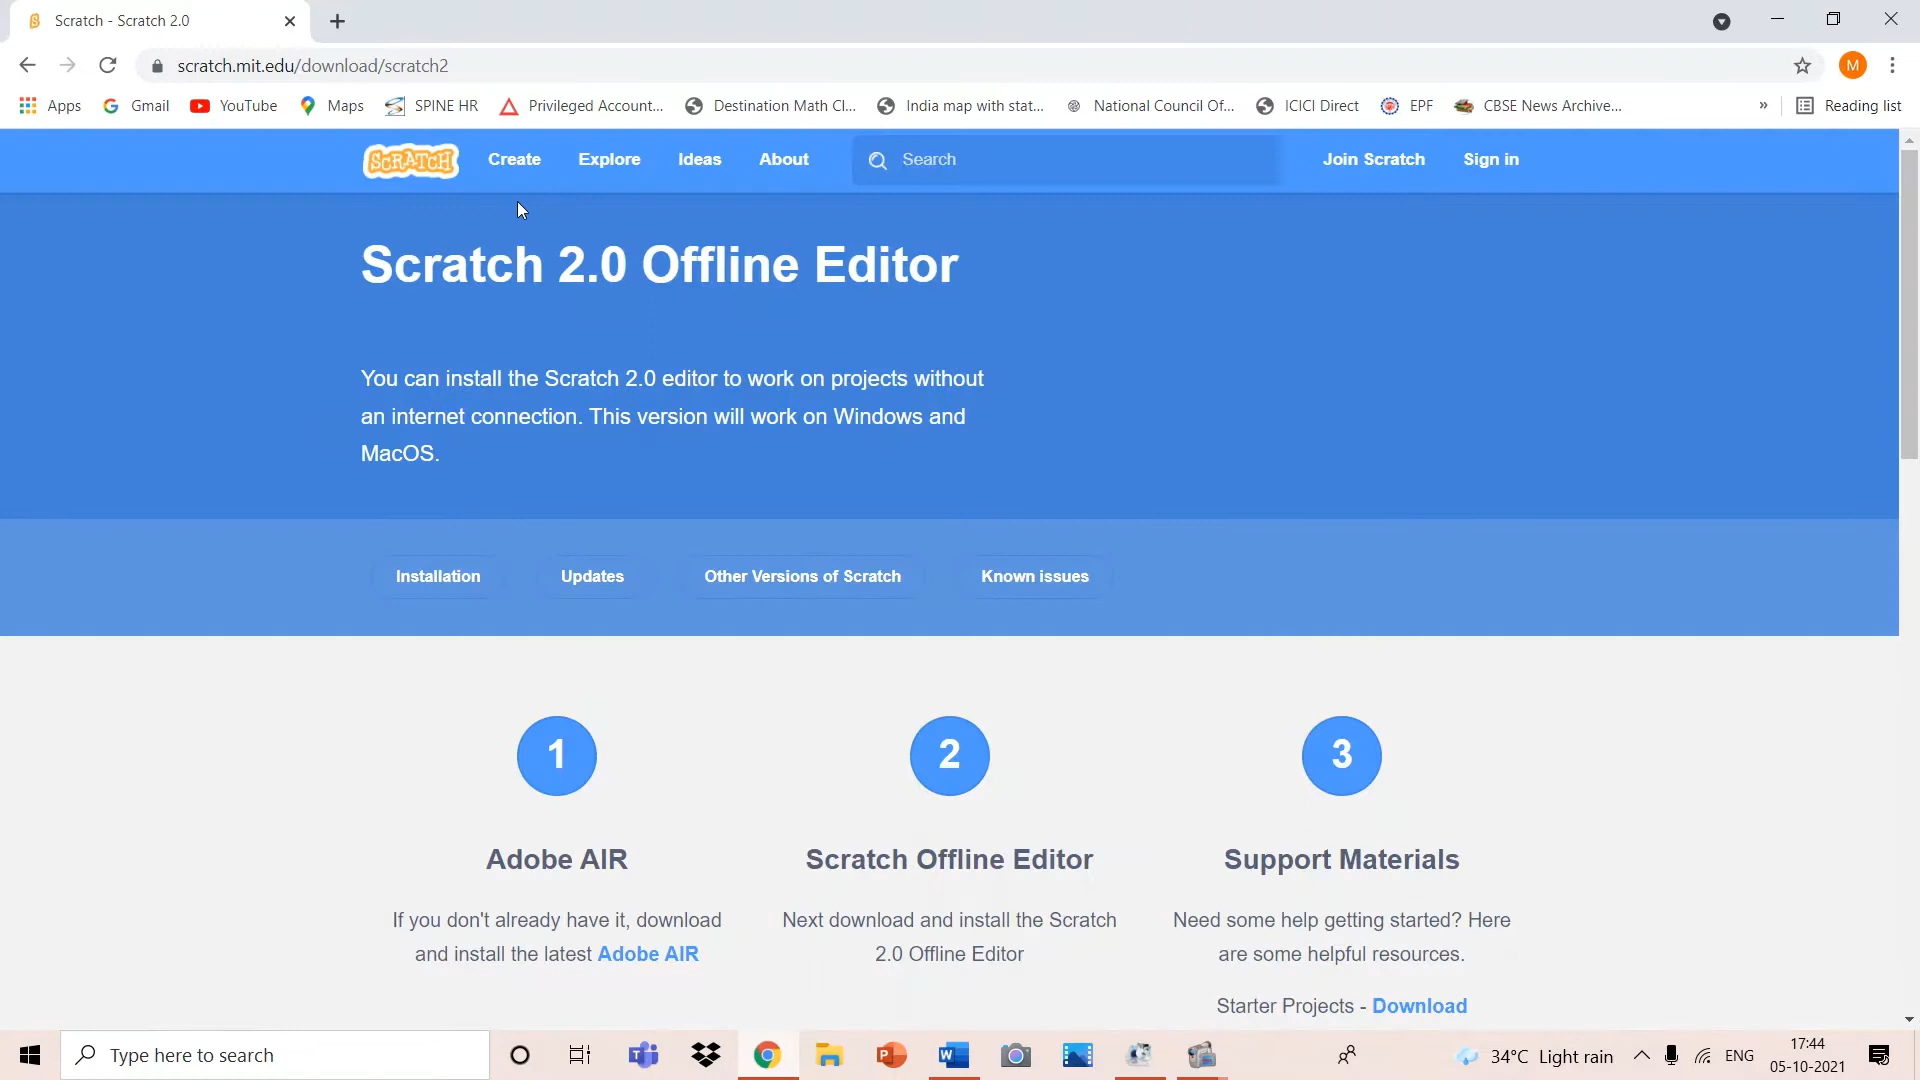 Scratch - Scratch 2.0
scratch.mit.edu/download/scratch2
M
Apps Gmail YouTube Maps SPINE HR Privileged Account... Destination Math Cl... India map with stat... National Council Of... ICICI Direct EPF CBSE News Archive... » Reading list
SCRATCH Create Explore Ideas About Search Join Scratch Sign in
Scratch 2.0 Offline Editor
You can install the Scratch 2.0 editor to work on projects without
an internet connection. This version will work on Windows and
MacOS.
Installation Updates Other Versions of Scratch Known issues
1 2 3
Adobe AIR Scratch Offline Editor Support Materials
If you don't already have it, download Next download and install the Scratch Need some help getting started? Here
and install the latest Adobe AIR 2.0 Offline Editor are some helpful resources.
Starter Projects - Download
Type here to search 34°C Light rain ENG 17:44
05-10-2021